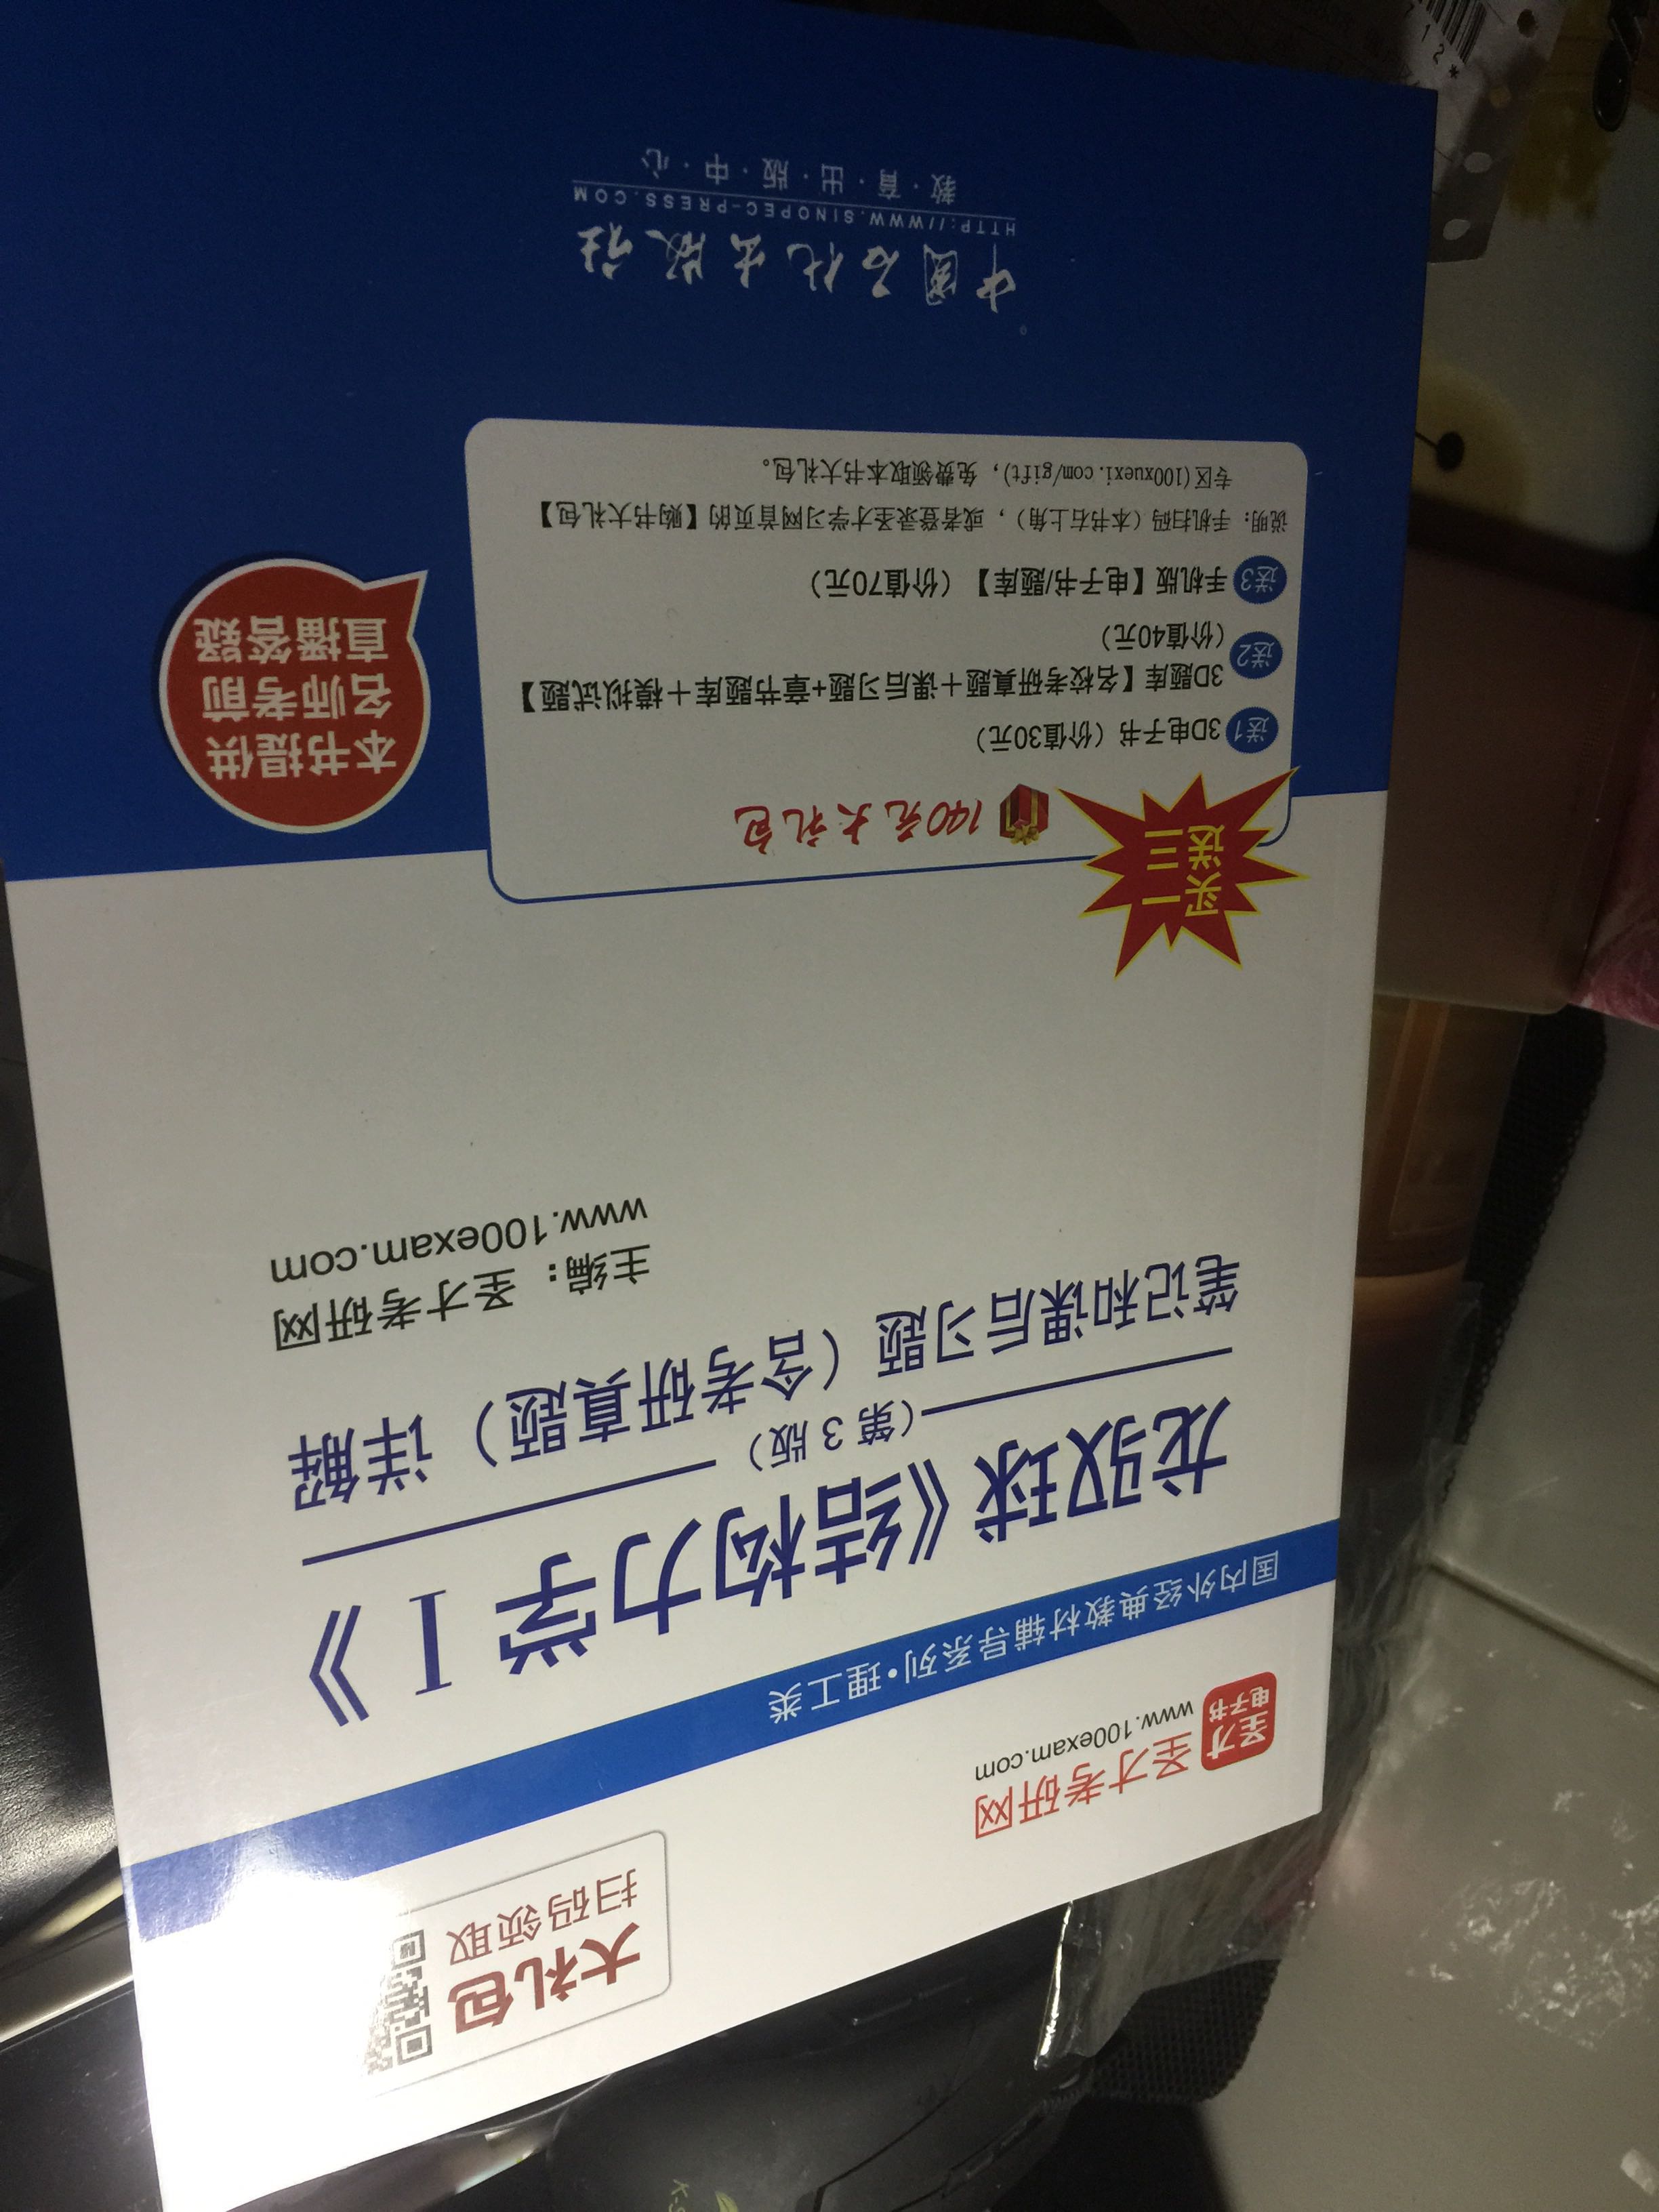 大礼包
扫码领取
圣才
电子书
圣才考研网
www.100exam.com
国内外经典教材辅导系列·理工类
龙驭球《结构力学Ⅰ》
（第3版）
笔记和课后习题（含考研真题）详解
主编：圣才考研网
www.100exam.com
买一
送三
140元大礼包
送1 3D电子书（价值30元）
送2 3D题库【名校考研真题＋课后习题+章节题库＋模拟试题】
（价值40元）
送3 手机版【电子书/题库】（价值70元）
说明：手机扫码（本书右上角），或者登录圣才学习网首页的【购书大礼包】
专区(100xuexi.com/gift)，免费领取本书大礼包。
本书提供
名师考前
直播答疑
中国石化出版社
HTTP://WWW.SINOPEC-PRESS.COM
教·育·出·版·中·心